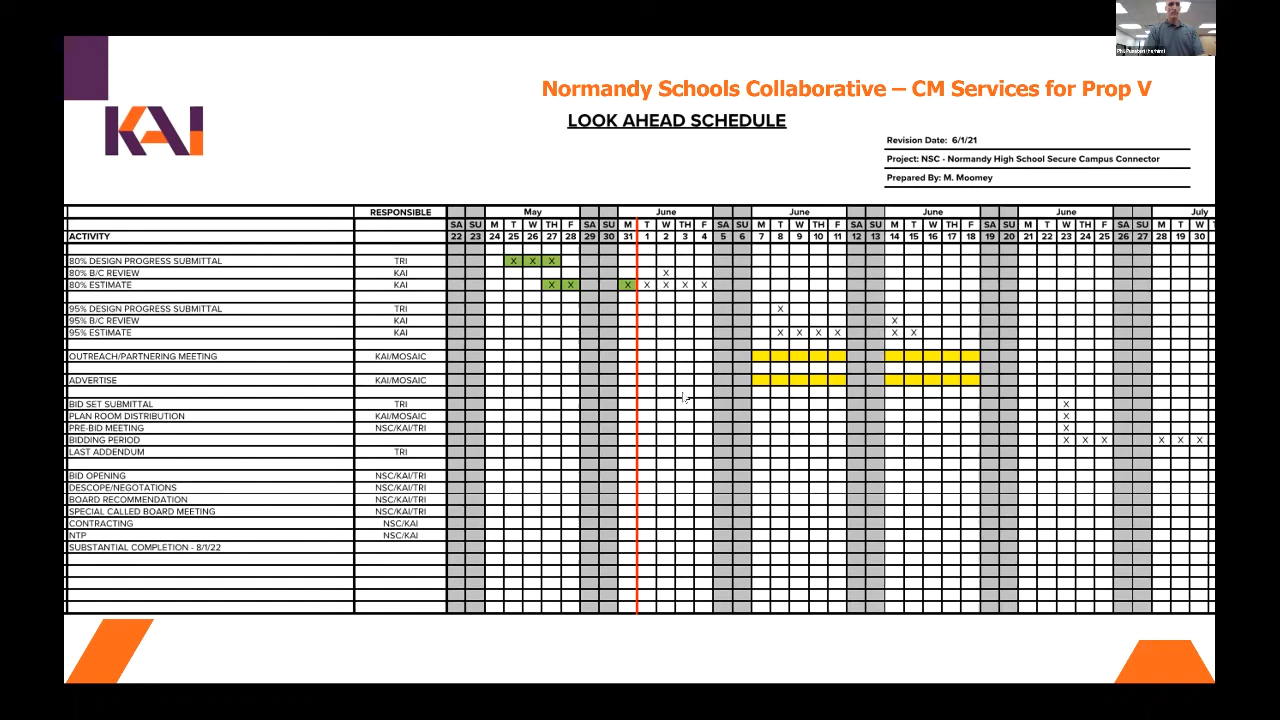 KAI
Normandy Schools Collaborative – CM Services for Prop V
LOOK AHEAD SCHEDULE
Revision Date: 6/1/21
Project: NSC - Normandy High School Secure Campus Connector
Prepared By: M. Moomey
RESPONSIBLE May June June June June July
SA SU M T W TH F SA SU M T W TH F SA SU M T W TH F SA SU M T W TH F SA SU M T W TH F SA SU M T W
ACTIVITY 22 23 24 25 26 27 28 29 30 31 1 2 3 4 5 6 7 8 9 10 11 12 13 14 15 16 17 18 19 20 21 22 23 24 25 26 27 28 29 30
80% DESIGN PROGRESS SUBMITTAL TRI X X X
80% B/C REVIEW KAI X
80% ESTIMATE KAI X X X X X X X
95% DESIGN PROGRESS SUBMITTAL TRI X
95% B/C REVIEW KAI X
95% ESTIMATE KAI X X X X X X
OUTREACH/PARTNERING MEETING KAI/MOSAIC
ADVERTISE KAI/MOSAIC
BID SET SUBMITTAL TRI X
PLAN ROOM DISTRIBUTION KAI/MOSAIC X
PRE-BID MEETING NSC/KAI/TRI X
BIDDING PERIOD X X X X X X
LAST ADDENDUM TRI
BID OPENING NSC/KAI/TRI
DESCOPE/NEGOTATIONS NSC/KAI/TRI
BOARD RECOMMENDATION NSC/KAI/TRI
SPECIAL CALLED BOARD MEETING NSC/KAI/TRI
CONTRACTING NSC/KAI
NTP NSC/KAI
SUBSTANTIAL COMPLETION - 8/1/22